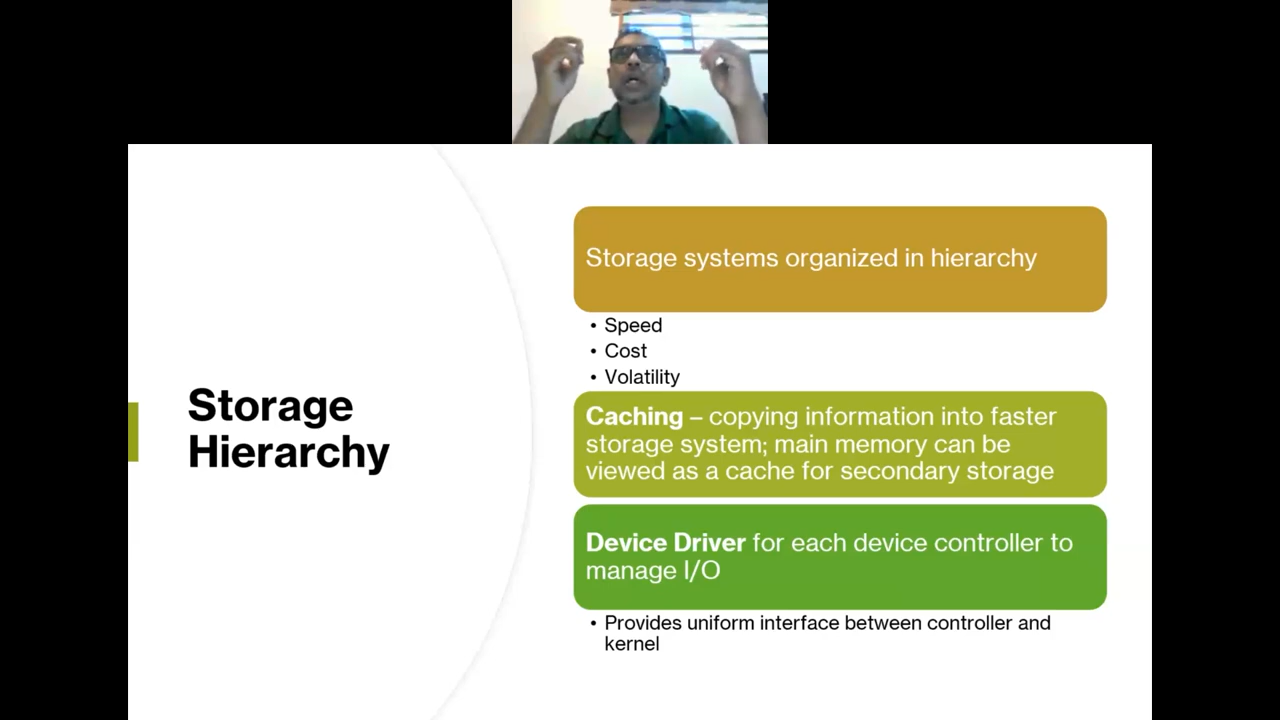 Storage
Hierarchy
Storage systems organized in hierarchy
• Speed
• Cost
• Volatility
Caching – copying information into faster
storage system; main memory can be
viewed as a cache for secondary storage
Device Driver for each device controller to
manage I/O
• Provides uniform interface between controller and
kernel